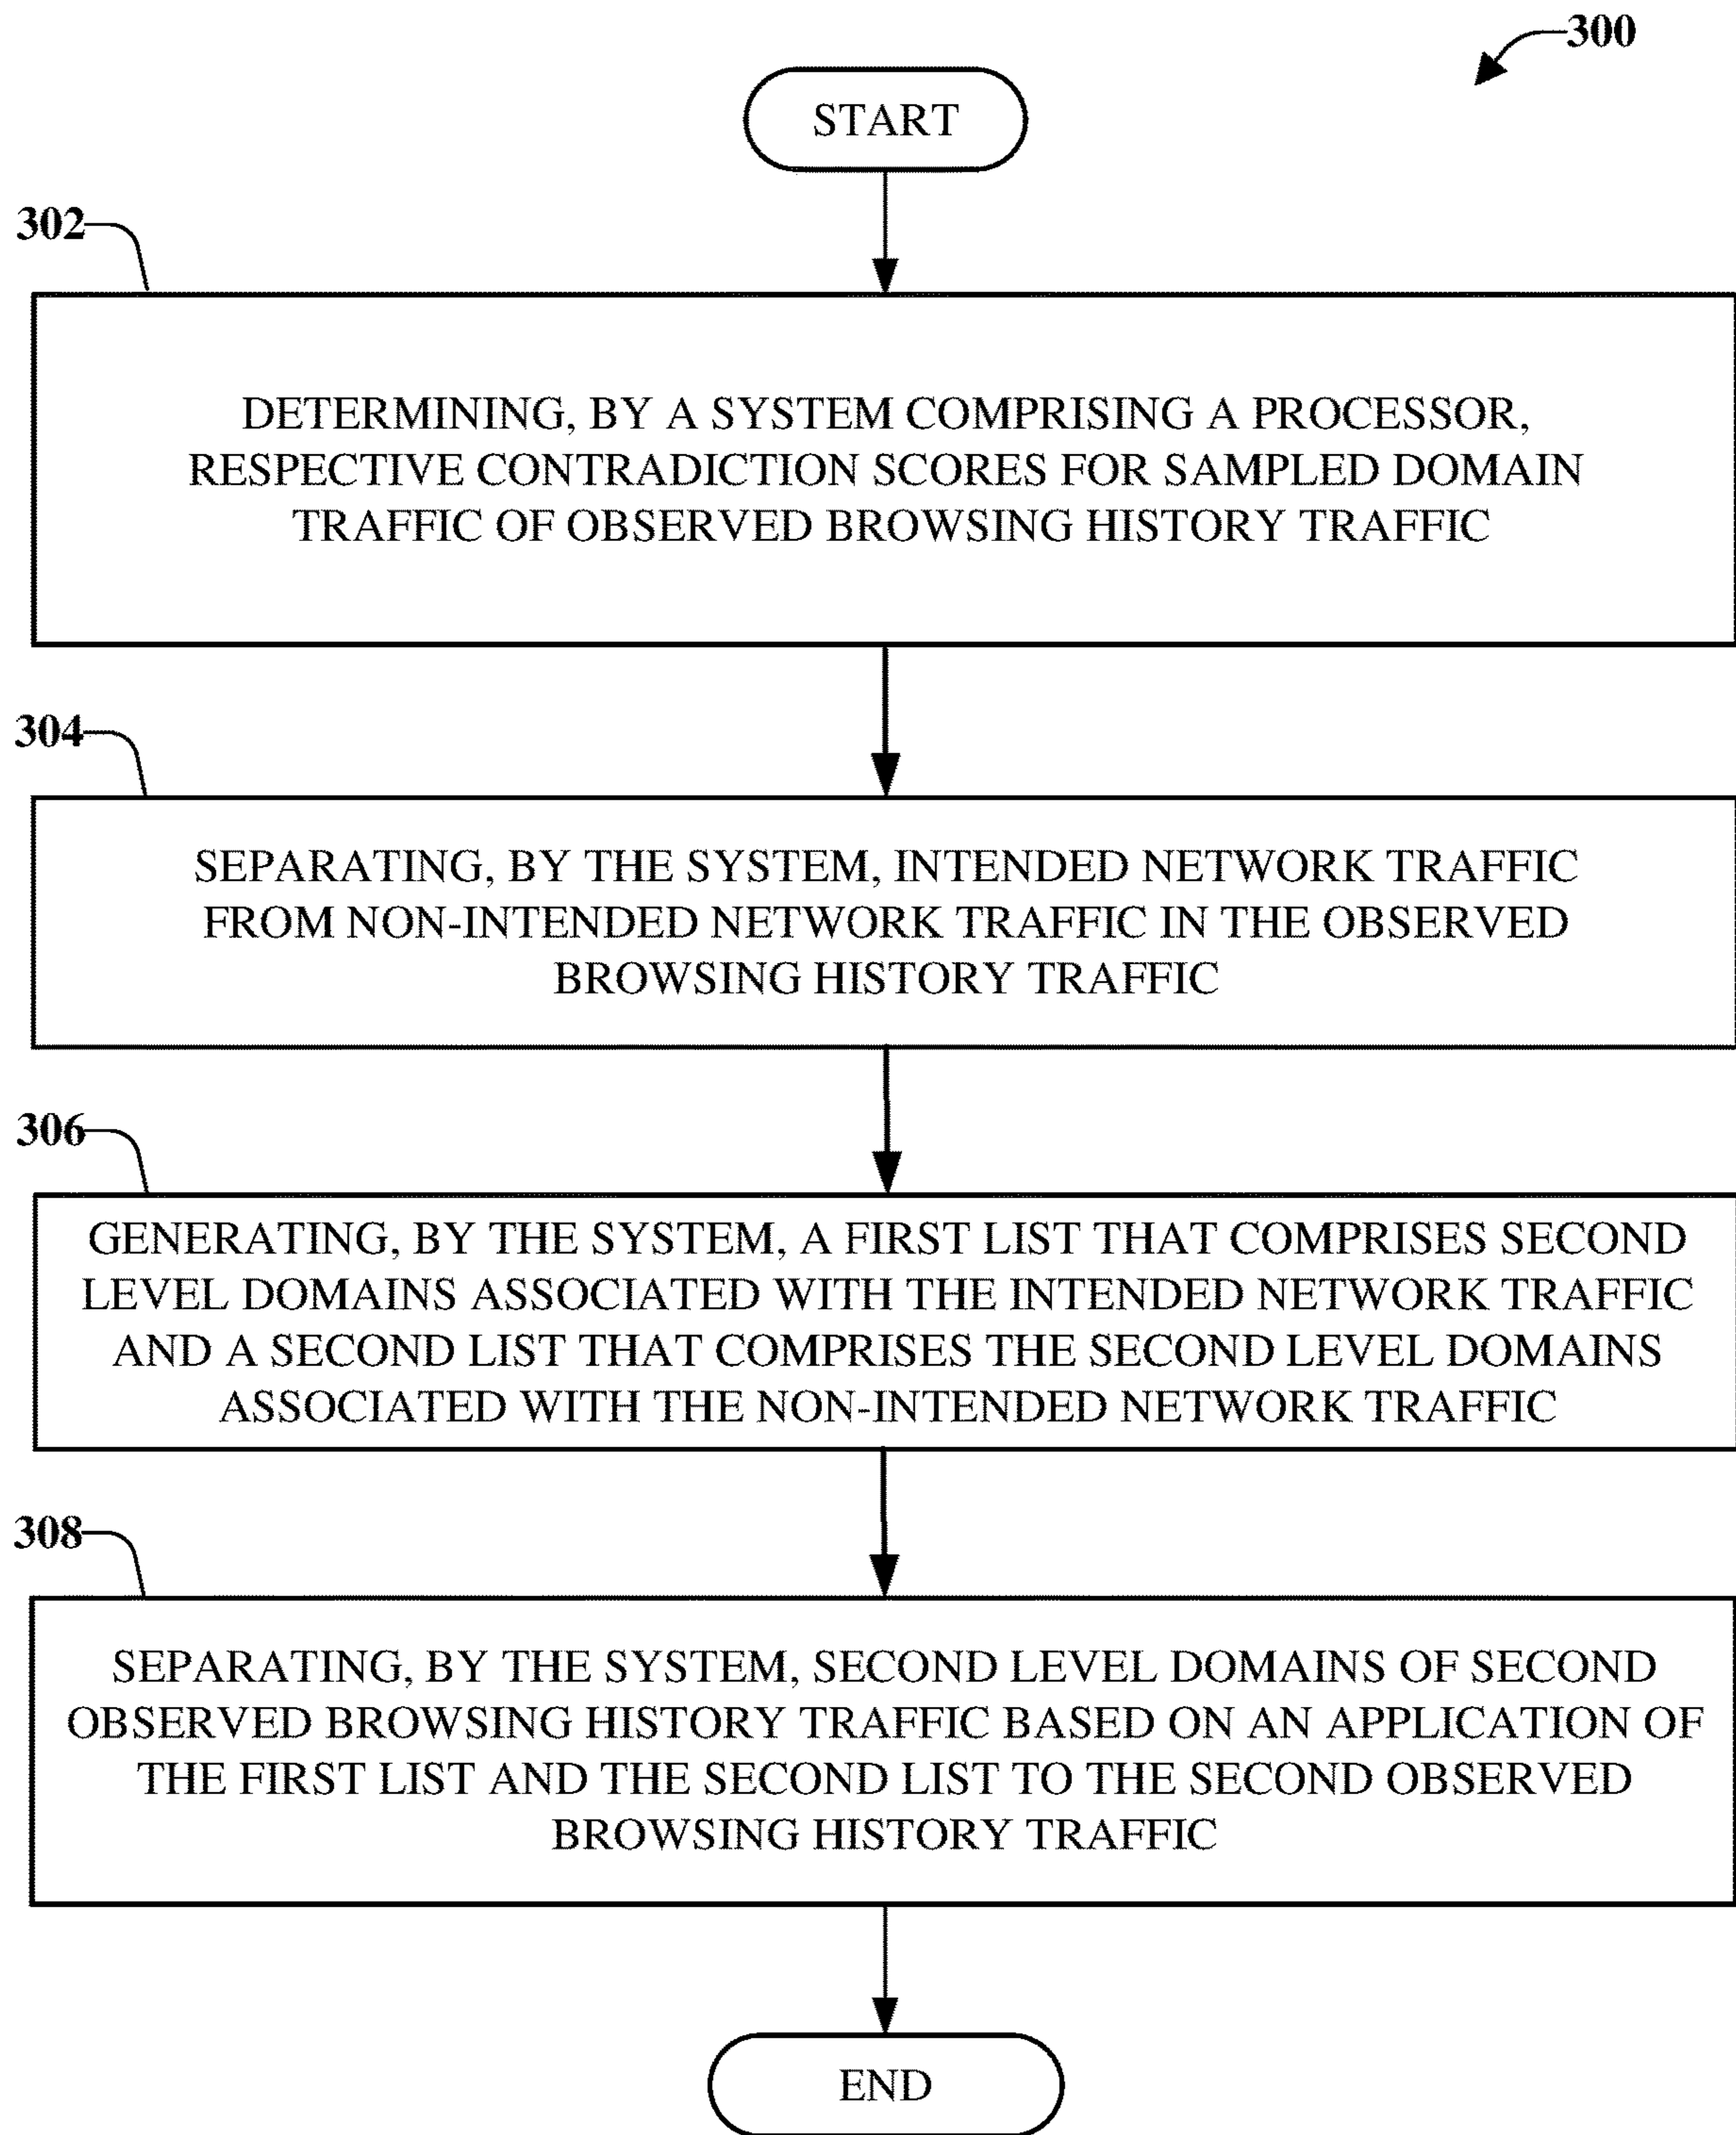 300
START
302
DETERMINING, BY A SYSTEM COMPRISING A PROCESSOR,
RESPECTIVE CONTRADICTION SCORES FOR SAMPLED DOMAIN
TRAFFIC OF OBSERVED BROWSING HISTORY TRAFFIC
304
SEPARATING, BY THE SYSTEM, INTENDED NETWORK TRAFFIC
FROM NON-INTENDED NETWORK TRAFFIC IN THE OBSERVED
BROWSING HISTORY TRAFFIC
306
GENERATING, BY THE SYSTEM, A FIRST LIST THAT COMPRISES SECOND
LEVEL DOMAINS ASSOCIATED WITH THE INTENDED NETWORK TRAFFIC
AND A SECOND LIST THAT COMPRISES THE SECOND LEVEL DOMAINS
ASSOCIATED WITH THE NON-INTENDED NETWORK TRAFFIC
308
SEPARATING, BY THE SYSTEM, SECOND LEVEL DOMAINS OF SECOND
OBSERVED BROWSING HISTORY TRAFFIC BASED ON AN APPLICATION OF
THE FIRST LIST AND THE SECOND LIST TO THE SECOND OBSERVED
BROWSING HISTORY TRAFFIC
END